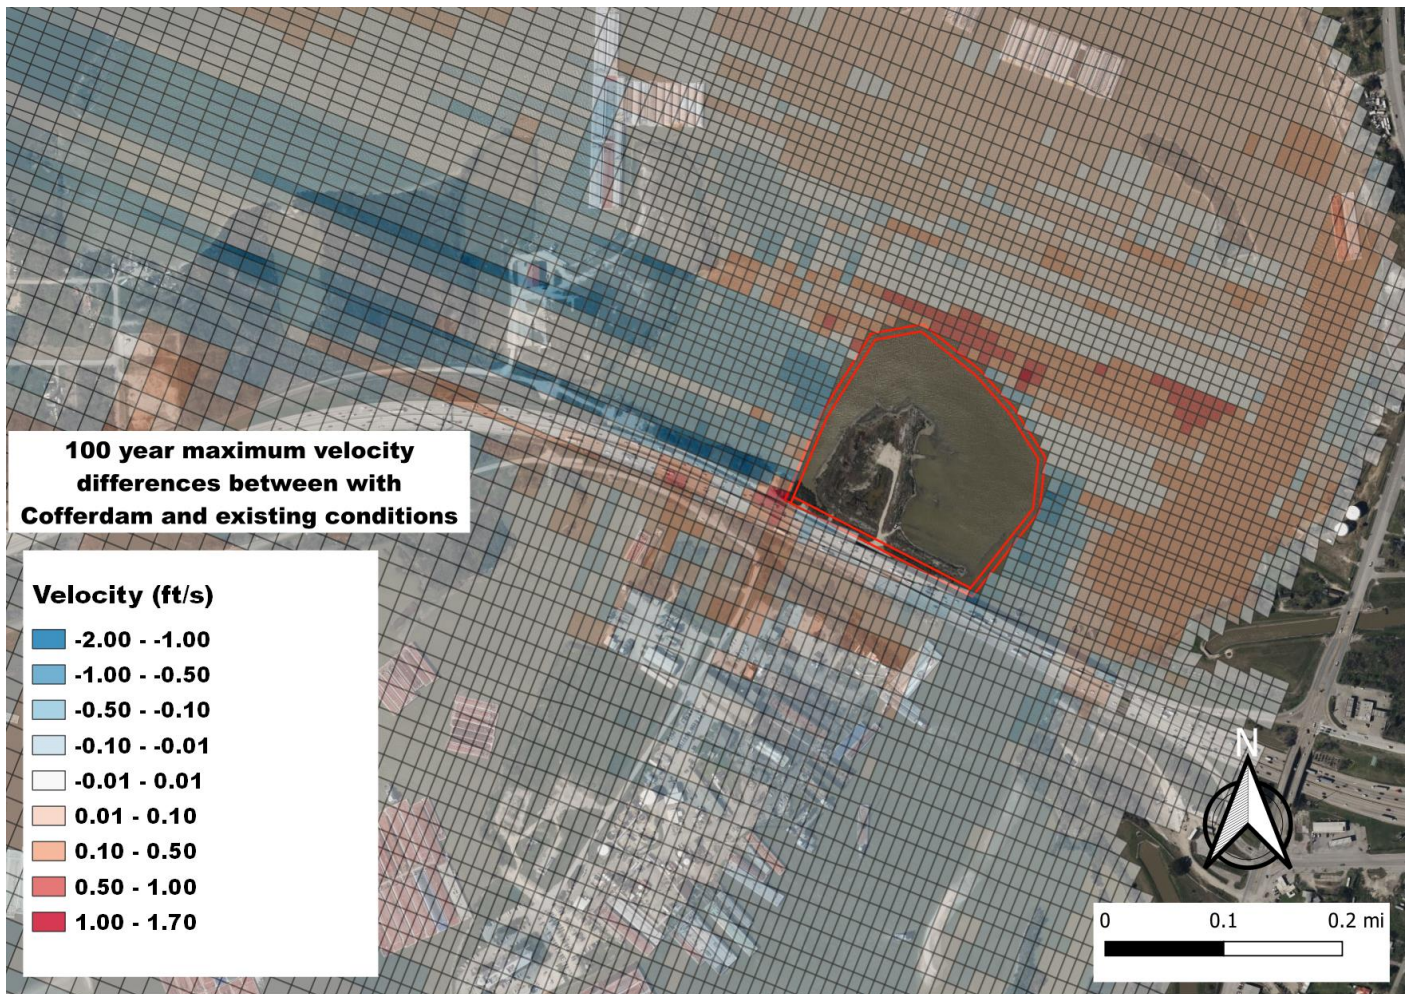 100 year maximum velocity
differences between with
Cofferdam and existing conditions
Velocity (ft/s)
-2.00 - -1.00
-1.00 - -0.50
-0.50 - -0.10
-0.10 - -0.01
-0.01 - 0.01
0.01 - 0.10
0.10 - 0.50
0.50 - 1.00
1.00 - 1.70
N
0 0.1 0.2 mi